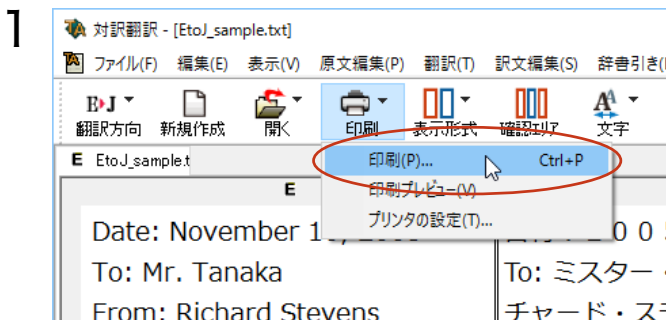 1
対訳翻訳 - [EtoJ_sample.txt]
ファイル(F) 編集(E) 表示(V) 原文編集(P) 翻訳(T) 訳文編集(S) 辞書引き(
E▸J
翻訳方向 新規作成 開く 印刷 表示形式 確認エリア 文字
E EtoJ_sample.t
印刷(P)... Ctrl+P
E
印刷プレビュー(V)
プリンタの設定(T)...
Date: November
To: Mr. Tanaka
To: ミスター
From: Richard Stevens
チャード・ス